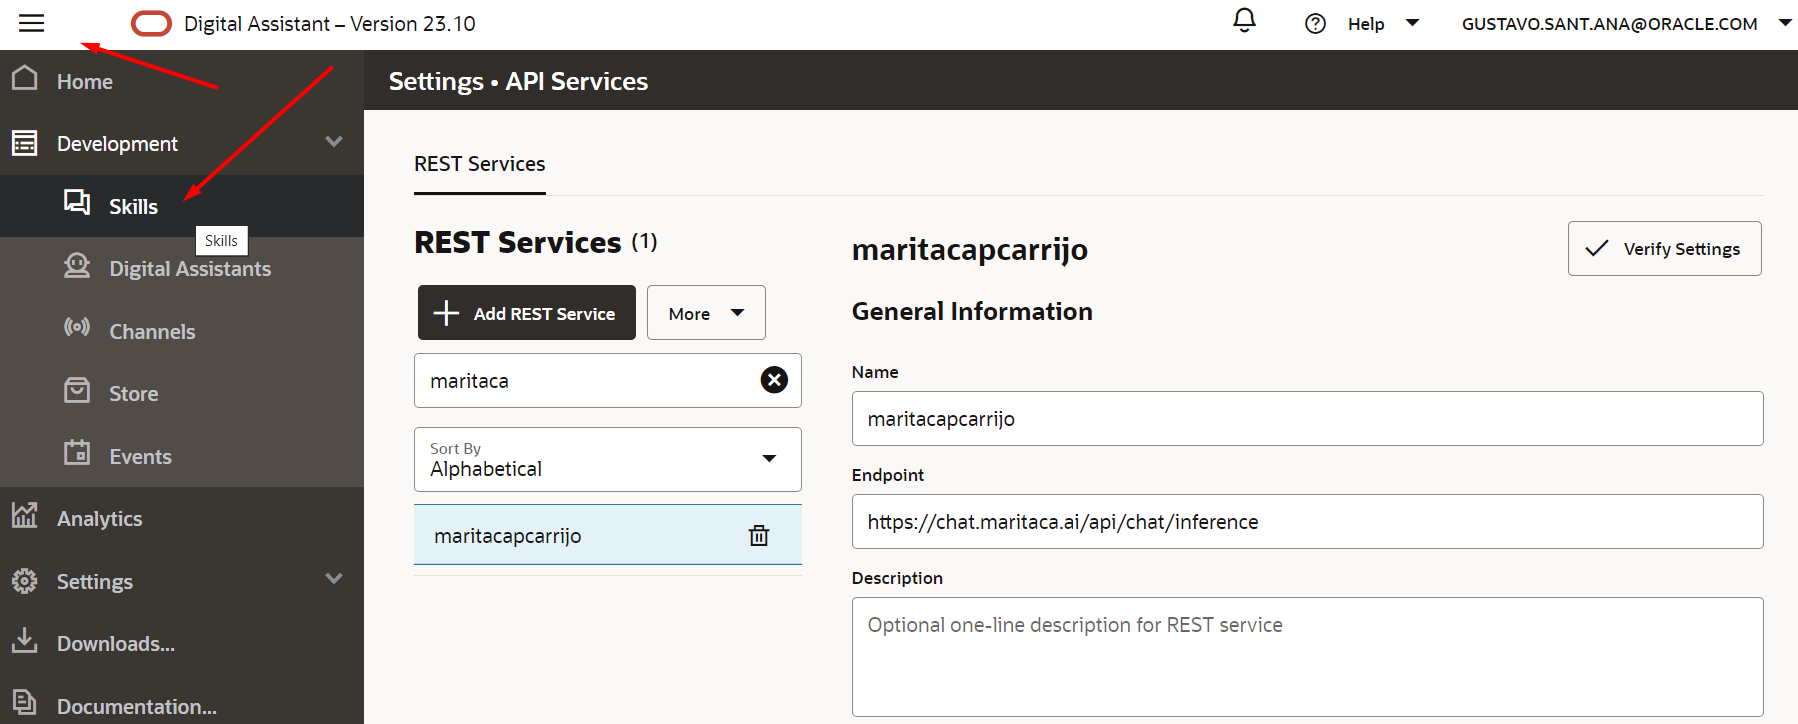 Digital Assistant – Version 23.10
Help
GUSTAVO.SANT.ANA@ORACLE.COM
Home
Development
Skills
Skills
Digital Assistants
Channels
Store
Events
Analytics
Settings
Downloads...
Documentation...
Settings • API Services
REST Services
REST Services (1)
Add REST Service
More
maritaca
Sort By
Alphabetical
maritacapcarrijo
maritacapcarrijo
Verify Settings
General Information
Name
maritacapcarrijo
Endpoint
https://chat.maritaca.ai/api/chat/inference
Description
Optional one-line description for REST service